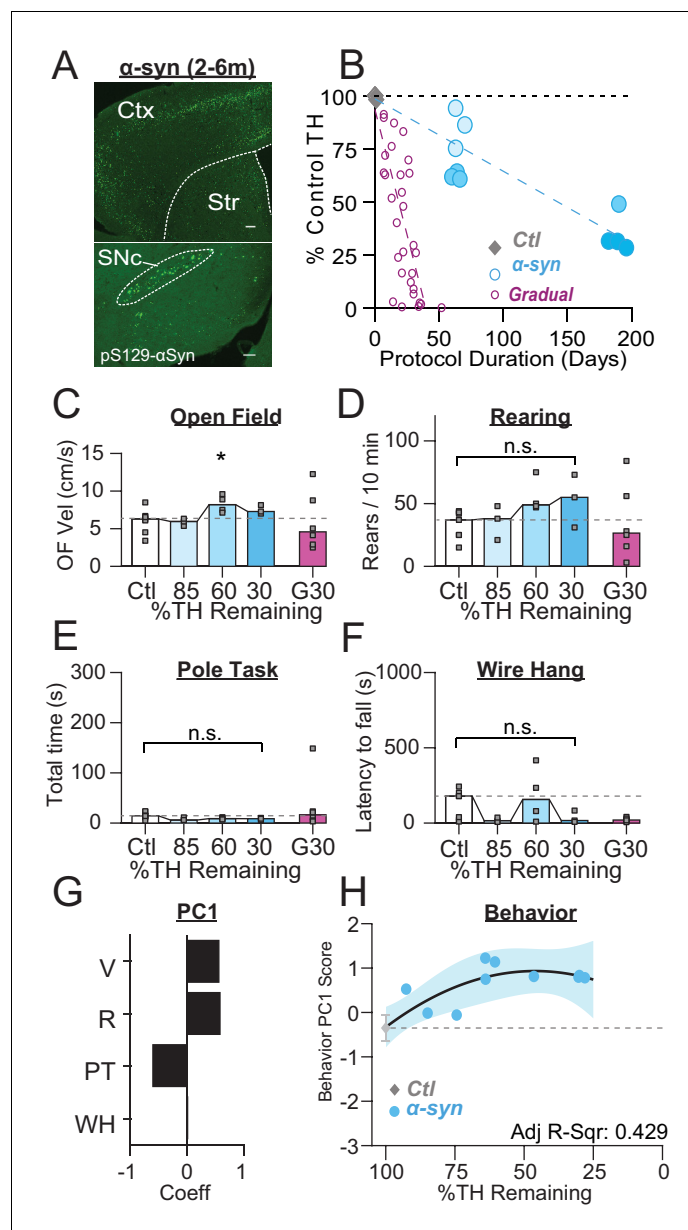 A
α-syn (2-6m)
Ctx
Str
SNc
pS129-αSyn
B
% Control TH
100
75
50
25
0
Ctl
α-syn
Gradual
0 50 100 150 200
Protocol Duration (Days)
C
Open Field
OF Vel (cm/s)
15
10
5
0
*
Ctl 85 60 30 G30
%TH Remaining
D
Rearing
Rears / 10 min
100
50
0
n.s.
Ctl 85 60 30 G30
%TH Remaining
E
Pole Task
Total time (s)
300
200
100
0
n.s.
Ctl 85 60 30 G30
%TH Remaining
F
Wire Hang
Latency to fall (s)
1000
500
0
n.s.
Ctl 85 60 30 G30
%TH Remaining
G
PC1
V
R
PT
WH
-1 0 1
Coeff
H
Behavior
Behavior PC1 Score
2
1
0
-1
-2
-3
Ctl
α-syn
Adj R-Sqr: 0.429
100 75 50 25 0
%TH Remaining